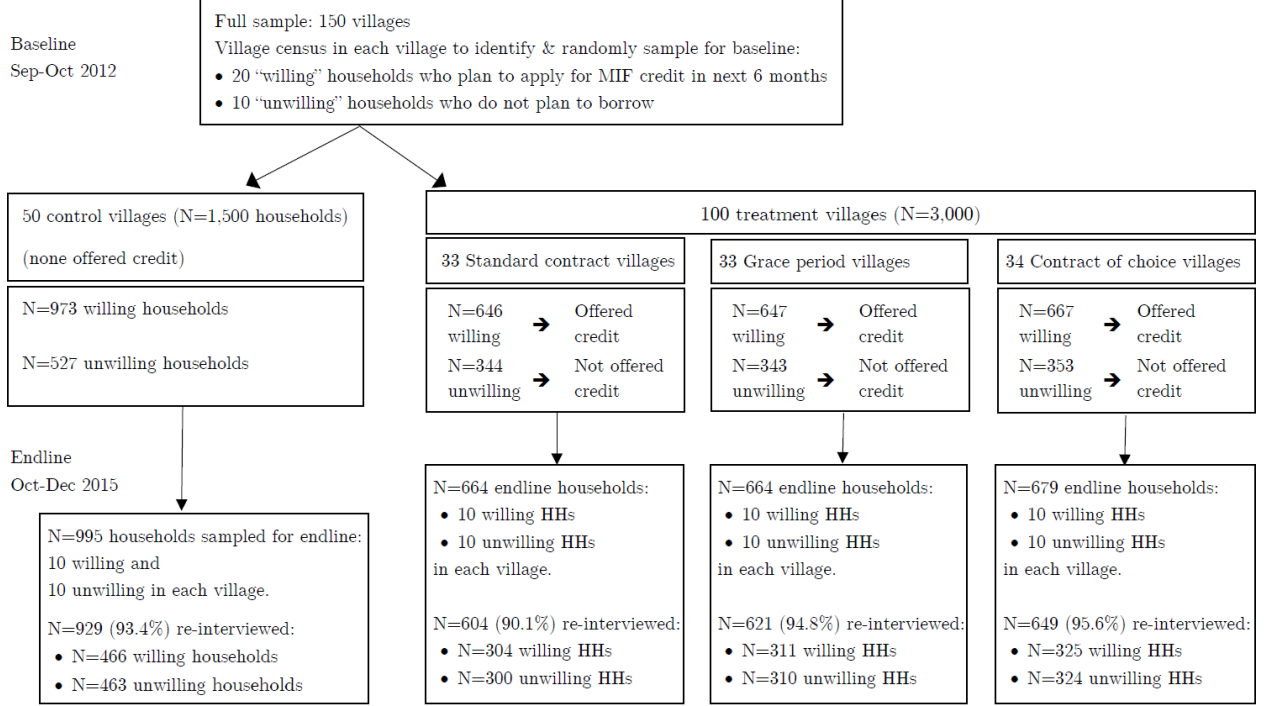 Baseline
Sep-Oct 2012
Full sample: 150 villages
Village census in each village to identify & randomly sample for baseline:
• 20 “willing” households who plan to apply for MIF credit in next 6 months
• 10 “unwilling” households who do not plan to borrow
50 control villages (N=1,500 households)
(none offered credit)
N=973 willing households
N=527 unwilling households
100 treatment villages (N=3,000)
33 Standard contract villages
N=646 ➔ Offered
willing credit
N=344 ➔ Not offered
unwilling credit
33 Grace period villages
N=647 ➔ Offered
willing credit
N=343 ➔ Not offered
unwilling credit
34 Contract of choice villages
N=667 ➔ Offered
willing credit
N=353 ➔ Not offered
unwilling credit
Endline
Oct-Dec 2015
N=995 households sampled for endline:
10 willing and
10 unwilling in each village.
N=929 (93.4%) re-interviewed:
• N=466 willing households
• N=463 unwilling households
N=664 endline households:
• 10 willing HHs
• 10 unwilling HHs
in each village.
N=604 (90.1%) re-interviewed:
• N=304 willing HHs
• N=300 unwilling HHs
N=664 endline households:
• 10 willing HHs
• 10 unwilling HHs
in each village.
N=621 (94.8%) re-interviewed:
• N=311 willing HHs
• N=310 unwilling HHs
N=679 endline households:
• 10 willing HHs
• 10 unwilling HHs
in each village.
N=649 (95.6%) re-interviewed:
• N=325 willing HHs
• N=324 unwilling HHs